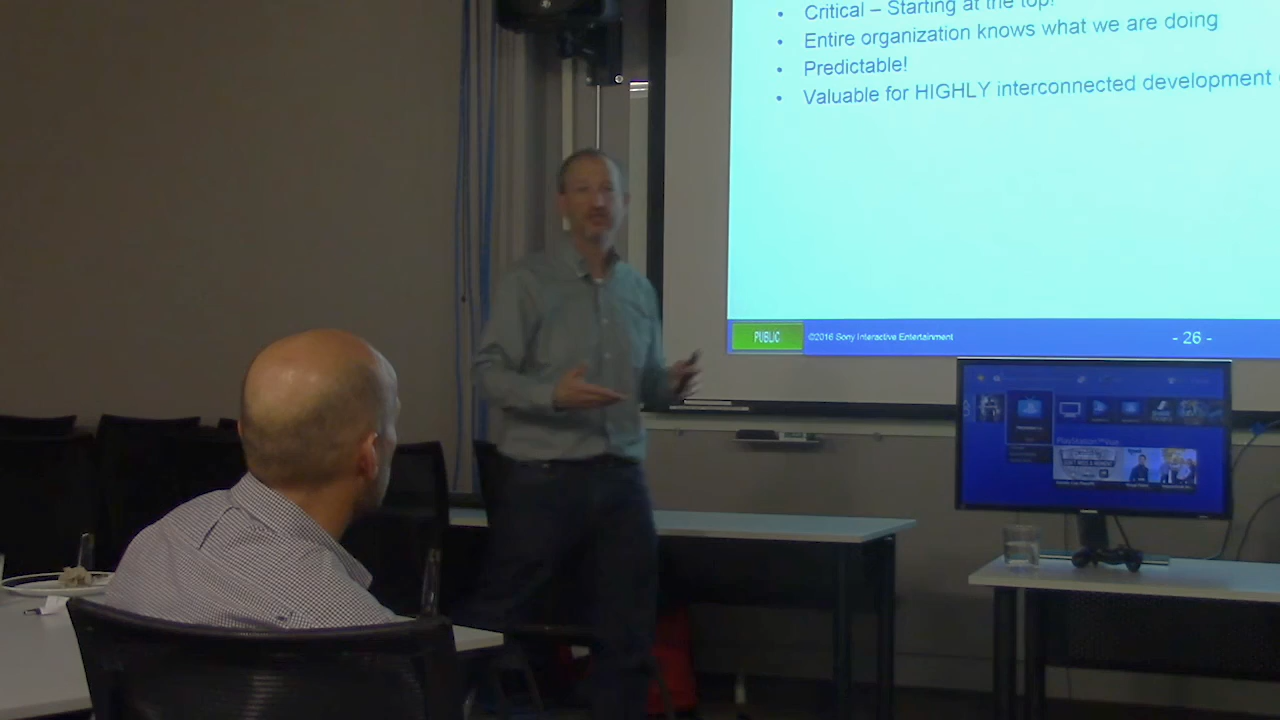 • Critical – Starting at the top!
• Entire organization knows what we are doing
• Predictable!
• Valuable for HIGHLY interconnected development
PUBLIC ©2016 Sony Interactive Entertainment - 26 -
PlayStation™Vue